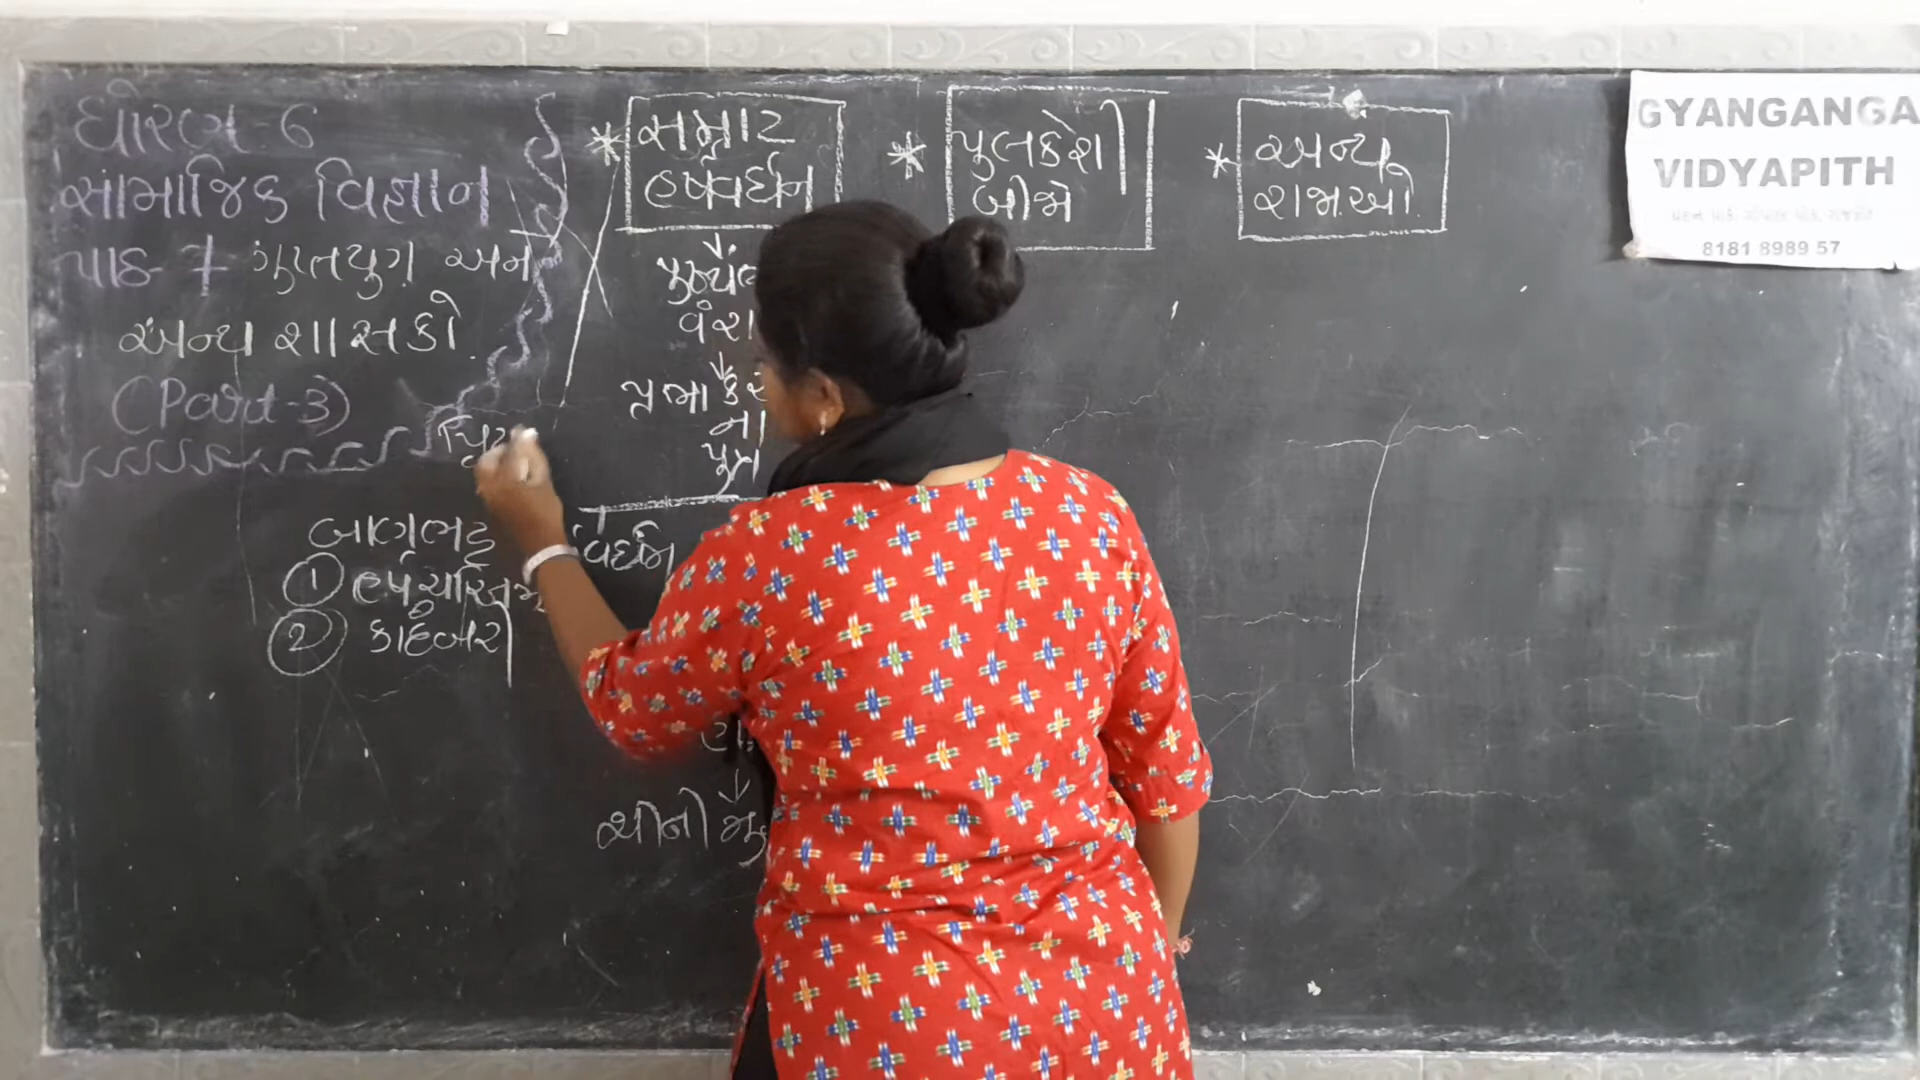 ધોરણ-6
સામાજિક વિજ્ઞાન
પાઠ-7 ગુપ્તયુગ અને
અન્ય શાસકો.
(Part-3)
* સમ્રાટ
હર્ષવર્ધન
* પુલકેશી
બીજો
* અન્ય
રાજાઓ.
વંશ
ના
બાણભટ્ટ
① હર્ષચરિતમ્
② કાદંબરી
ચીની
GYANGANGA
VIDYAPITH
8181 8989 57